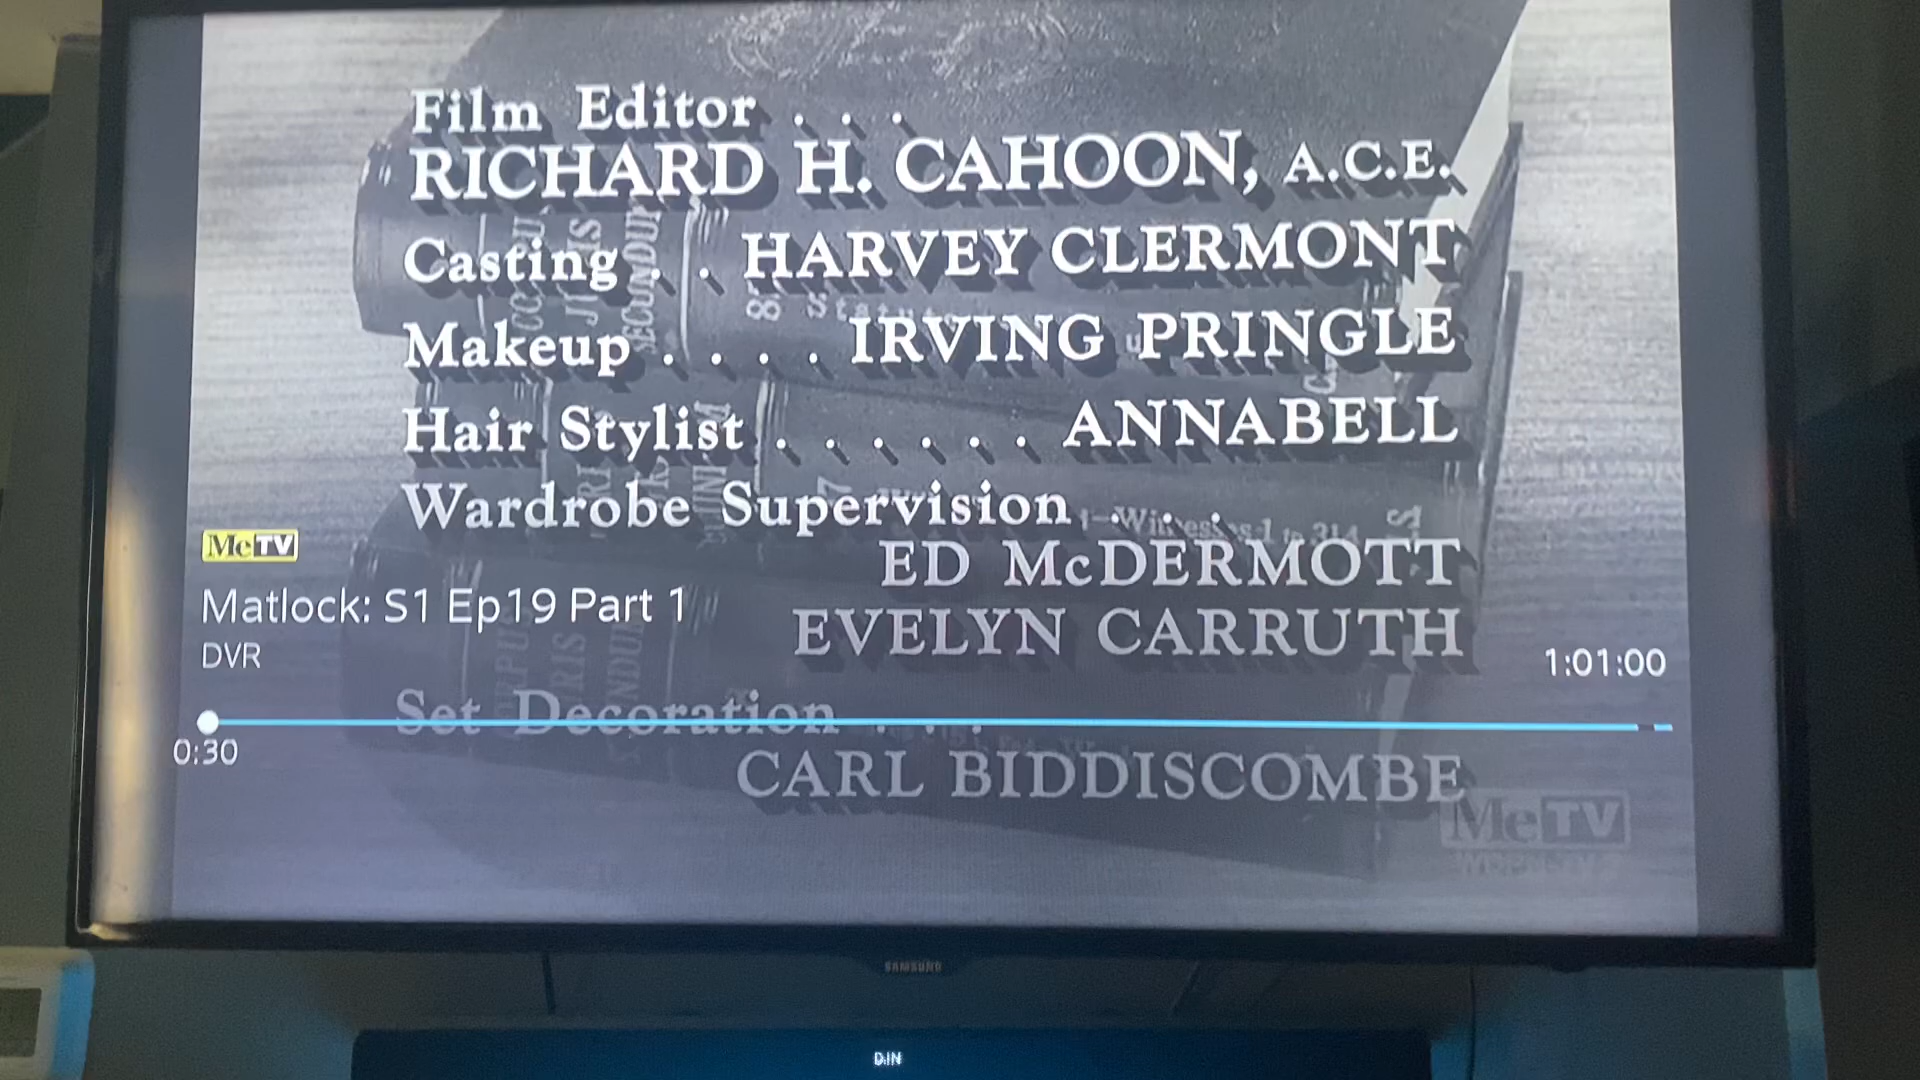 Film Editor . . .
RICHARD H. CAHOON, A.C.E.
Casting . . HARVEY CLERMONT
Makeup . . . . IRVING PRINGLE
Hair Stylist . . . . . . ANNABELL
Wardrobe Supervision . . .
ED McDERMOTT
EVELYN CARRUTH
MeTV
Matlock: S1 Ep19 Part 1
DVR
1:01:00
Set Decoration . . .
0:30
CARL BIDDISCOMBE
MeTV
SAMSUNG
D.IN